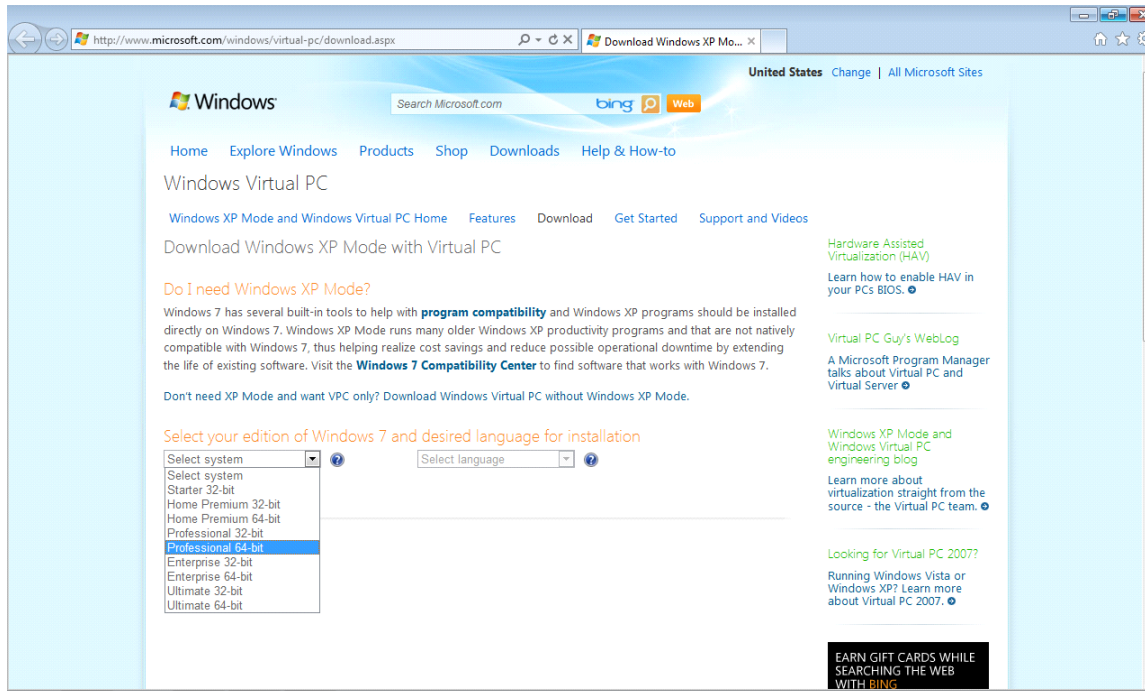 http://www.microsoft.com/windows/virtual-pc/download.aspx
Download Windows XP Mo...
United States Change | All Microsoft Sites
Windows
Search Microsoft.com
bing
Web
Home Explore Windows Products Shop Downloads Help & How-to
Windows Virtual PC
Windows XP Mode and Windows Virtual PC Home Features Download Get Started Support and Videos
Download Windows XP Mode with Virtual PC
Do I need Windows XP Mode?
Windows 7 has several built-in tools to help with program compatibility and Windows XP programs should be installed
directly on Windows 7. Windows XP Mode runs many older Windows XP productivity programs and that are not natively
compatible with Windows 7, thus helping realize cost savings and reduce possible operational downtime by extending
the life of existing software. Visit the Windows 7 Compatibility Center to find software that works with Windows 7.
Don't need XP Mode and want VPC only? Download Windows Virtual PC without Windows XP Mode.
Select your edition of Windows 7 and desired language for installation
Select system
Select language
Select system
Starter 32-bit
Home Premium 32-bit
Home Premium 64-bit
Professional 32-bit
Professional 64-bit
Enterprise 32-bit
Enterprise 64-bit
Ultimate 32-bit
Ultimate 64-bit
Hardware Assisted
Virtualization (HAV)
Learn how to enable HAV in
your PCs BIOS.
Virtual PC Guy's WebLog
A Microsoft Program Manager
talks about Virtual PC and
Virtual Server
Windows XP Mode and
Windows Virtual PC
engineering blog
Learn more about
virtualization straight from the
source - the Virtual PC team.
Looking for Virtual PC 2007?
Running Windows Vista or
Windows XP? Learn more
about Virtual PC 2007.
EARN GIFT CARDS WHILE
SEARCHING THE WEB
WITH BING